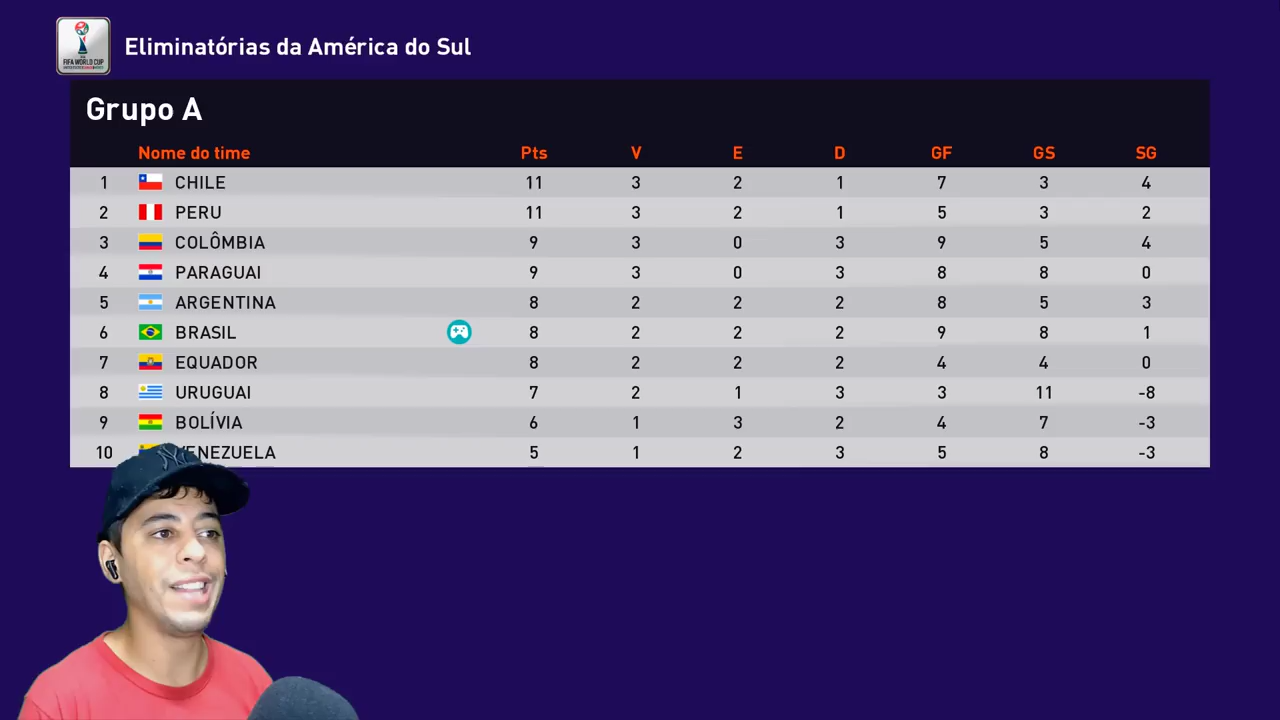 FIFA WORLD CUP
Eliminatórias da América do Sul
Grupo A
Nome do time Pts V E D GF GS SG
1 CHILE 11 3 2 1 7 3 4
2 PERU 11 3 2 1 5 3 2
3 COLÔMBIA 9 3 0 3 9 5 4
4 PARAGUAI 9 3 0 3 8 8 0
5 ARGENTINA 8 2 2 2 8 5 3
6 BRASIL 8 2 2 2 9 8 1
7 EQUADOR 8 2 2 2 4 4 0
8 URUGUAI 7 2 1 3 3 11 -8
9 BOLÍVIA 6 1 3 2 4 7 -3
10 VENEZUELA 5 1 2 3 5 8 -3